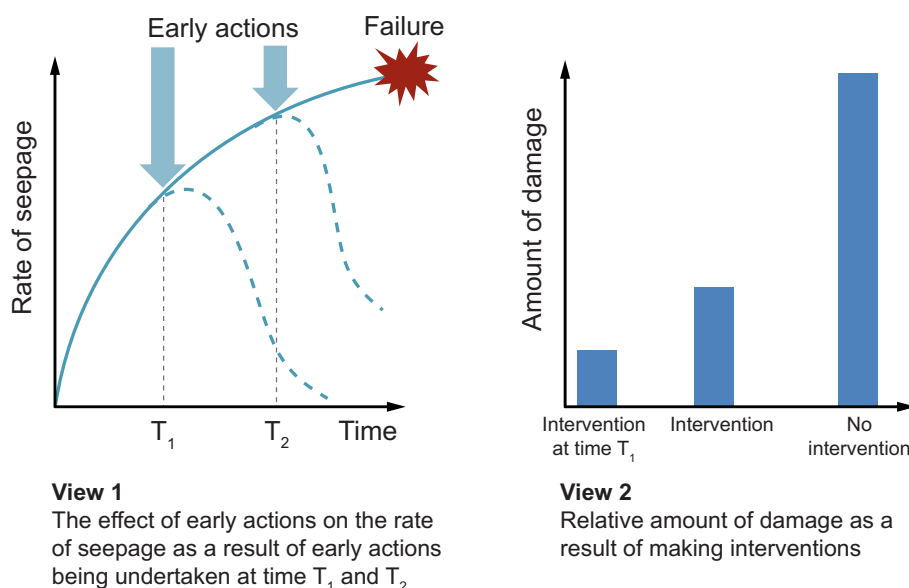 Early actions
Failure
Rate of seepage
T₁
T₂
Time
View 1
The effect of early actions on the rate
of seepage as a result of early actions
being undertaken at time T₁ and T₂
Amount of damage
Intervention
at time T₁
Intervention
No
intervention
View 2
Relative amount of damage as a
result of making interventions